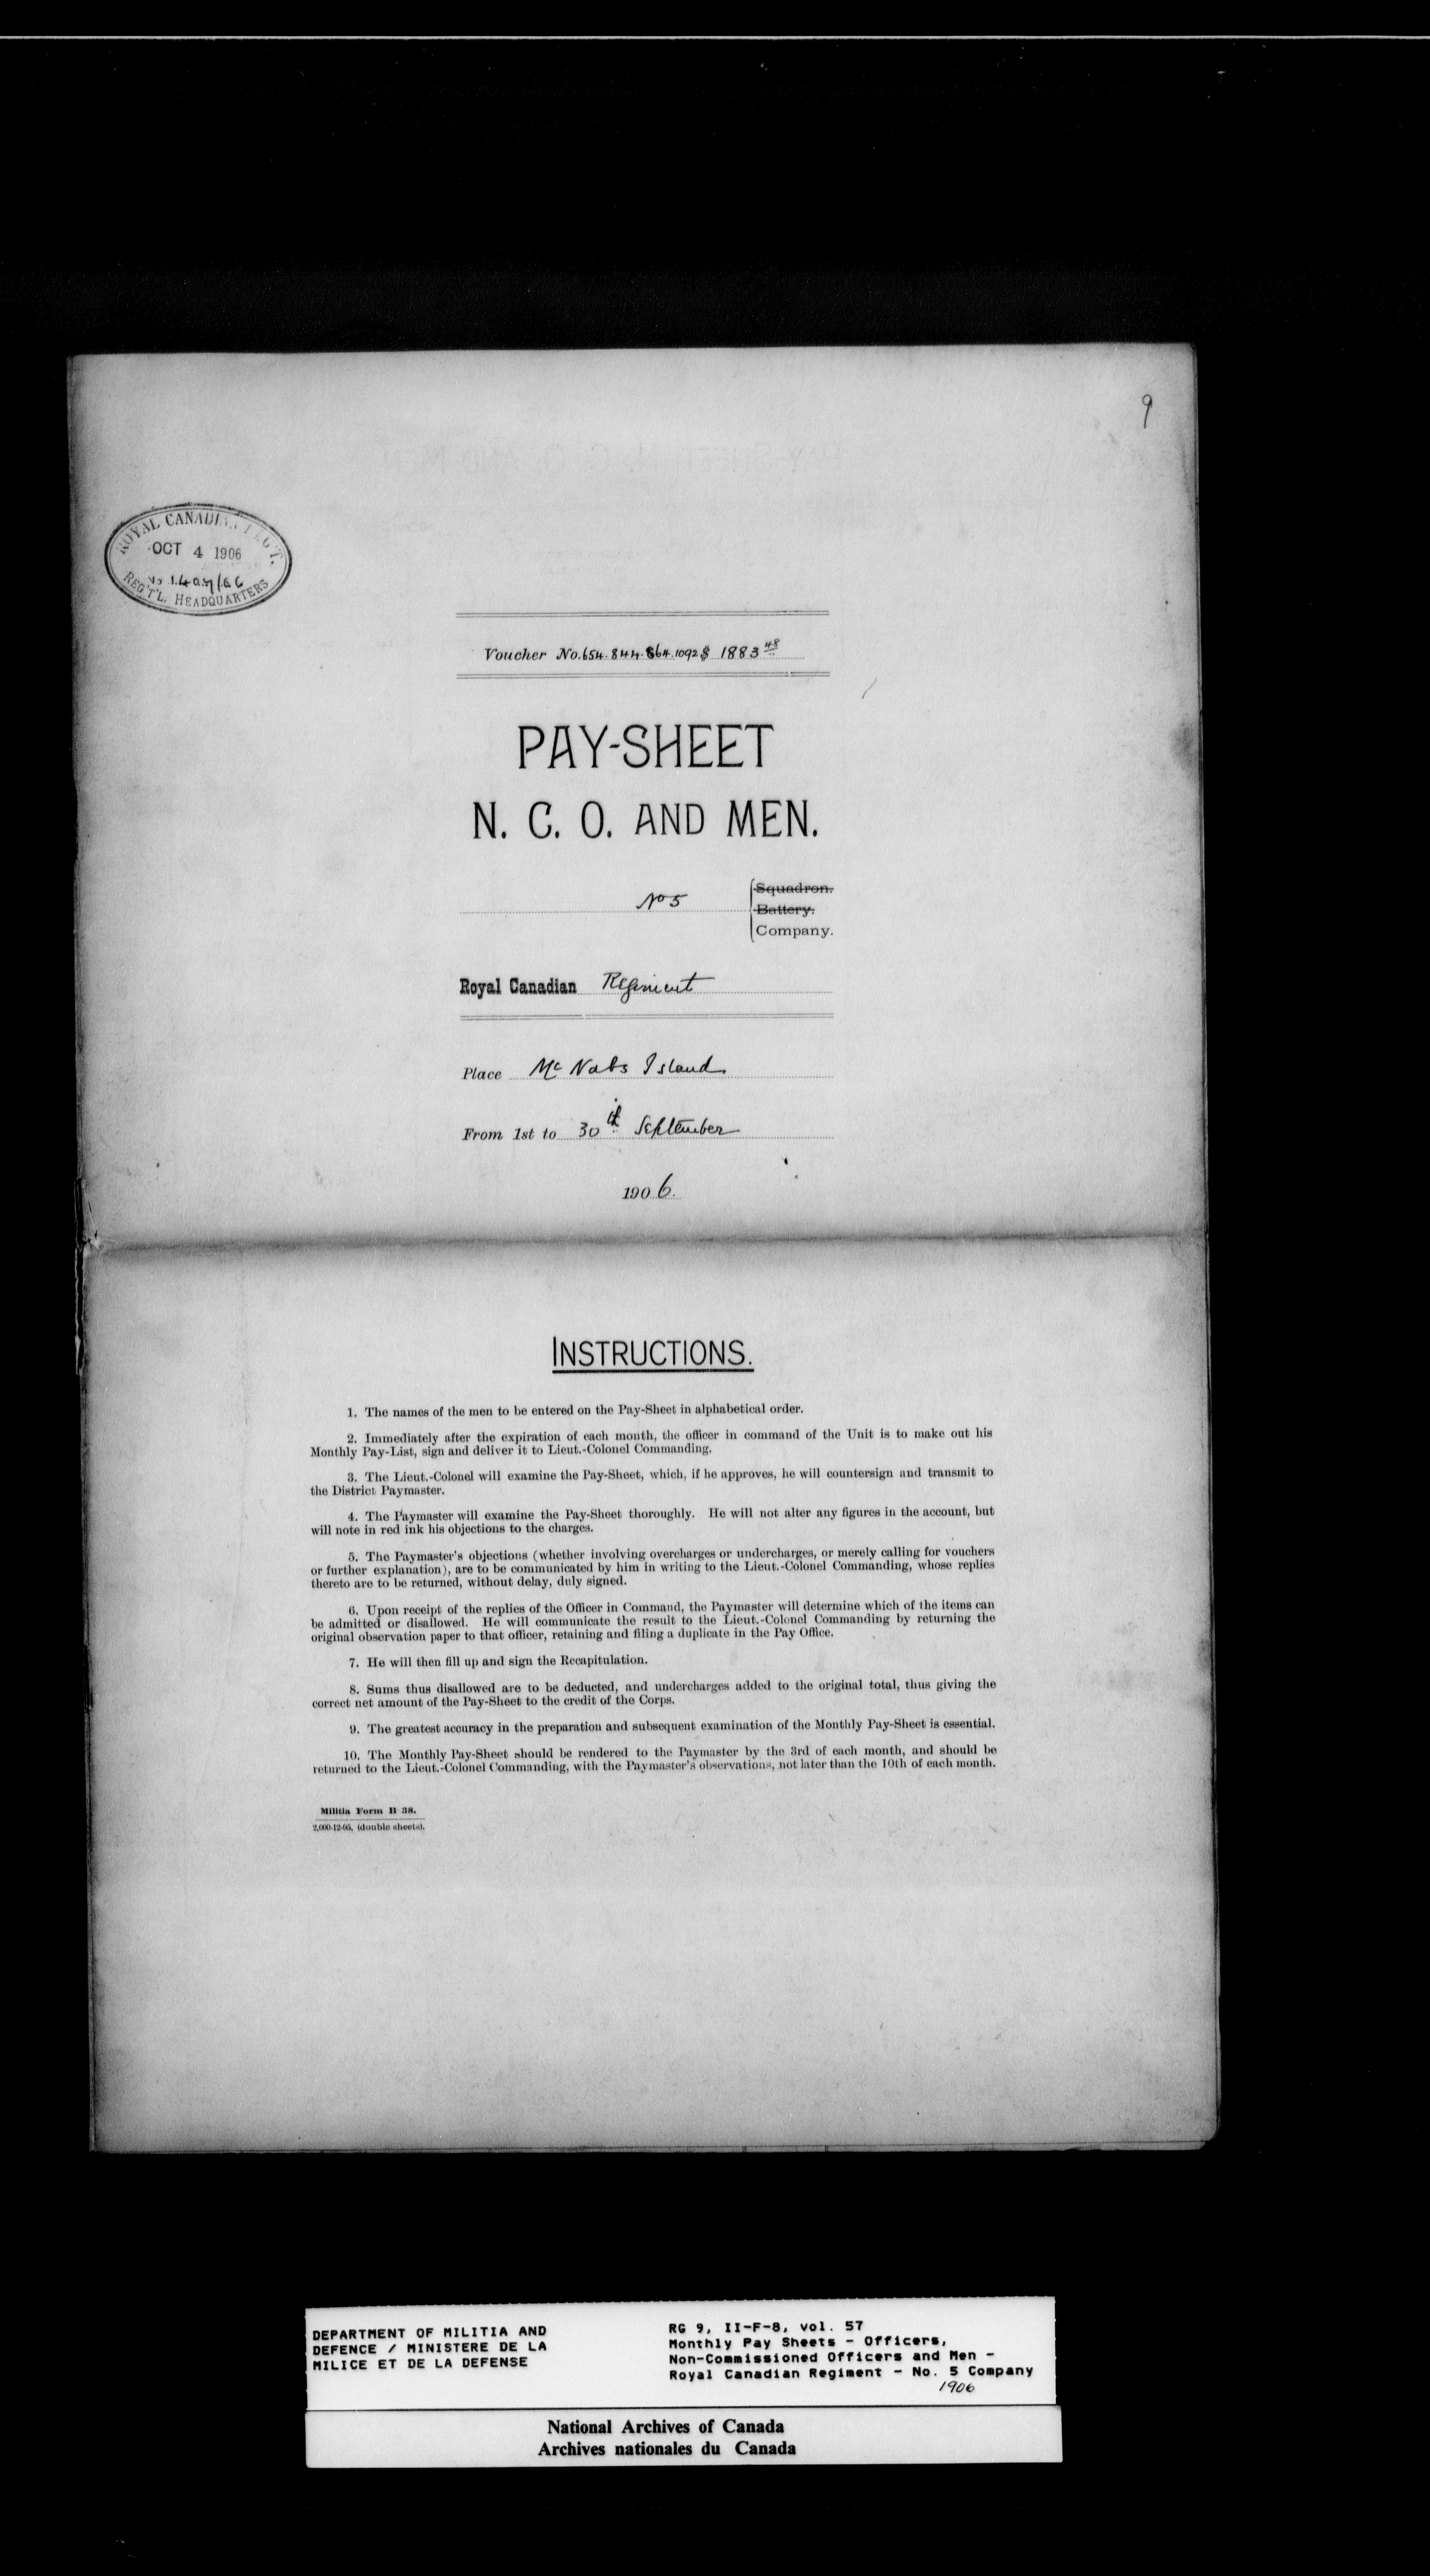 9
ROYAL CANADIAN REGT.
OCT 4 1906
REG'T'L. HEADQUARTERS
Voucher No. 654. 844. 864. 1092 $ 1883 48
PAY-SHEET
N. C. O. AND MEN.
No 5
Squadron.
Battery.
Company.
Royal Canadian Regiment
Place Mc Nabs Island
From 1st to 30th September
1906.
INSTRUCTIONS.
1. The names of the men to be entered on the Pay-Sheet in alphabetical order.
2. Immediately after the expiration of each month, the officer in command of the Unit is to make out his
Monthly Pay-List, sign and deliver it to Lieut.-Colonel Commanding.
3. The Lieut.-Colonel will examine the Pay-Sheet, which, if he approves, he will countersign and transmit to
the District Paymaster.
4. The Paymaster will examine the Pay-Sheet thoroughly. He will not alter any figures in the account, but
will note in red ink his objections to the charges.
5. The Paymaster's objections (whether involving overcharges or undercharges, or merely calling for vouchers
or further explanation), are to be communicated by him in writing to the Lieut.-Colonel Commanding, whose replies
thereto are to be returned, without delay, duly signed.
6. Upon receipt of the replies of the Officer in Command, the Paymaster will determine which of the items can
be admitted or disallowed. He will communicate the result to the Lieut.-Colonel Commanding by returning the
original observation paper to that officer, retaining and filing a duplicate in the Pay Office.
7. He will then fill up and sign the Recapitulation.
8. Sums thus disallowed are to be deducted, and undercharges added to the original total, thus giving the
correct net amount of the Pay-Sheet to the credit of the Corps.
9. The greatest accuracy in the preparation and subsequent examination of the Monthly Pay-Sheet is essential.
10. The Monthly Pay-Sheet should be rendered to the Paymaster by the 3rd of each month, and should be
returned to the Lieut.-Colonel Commanding, with the Paymaster's observations, not later than the 10th of each month.
Militia Form B 38.
2,000-12-05, (double sheets).
DEPARTMENT OF MILITIA AND
DEFENCE / MINISTERE DE LA
MILICE ET DE LA DEFENSE
RG 9, II-F-8, vol. 57
Monthly Pay Sheets - Officers,
Non-Commissioned Officers and Men -
Royal Canadian Regiment - No. 5 Company
1906
National Archives of Canada
Archives nationales du Canada